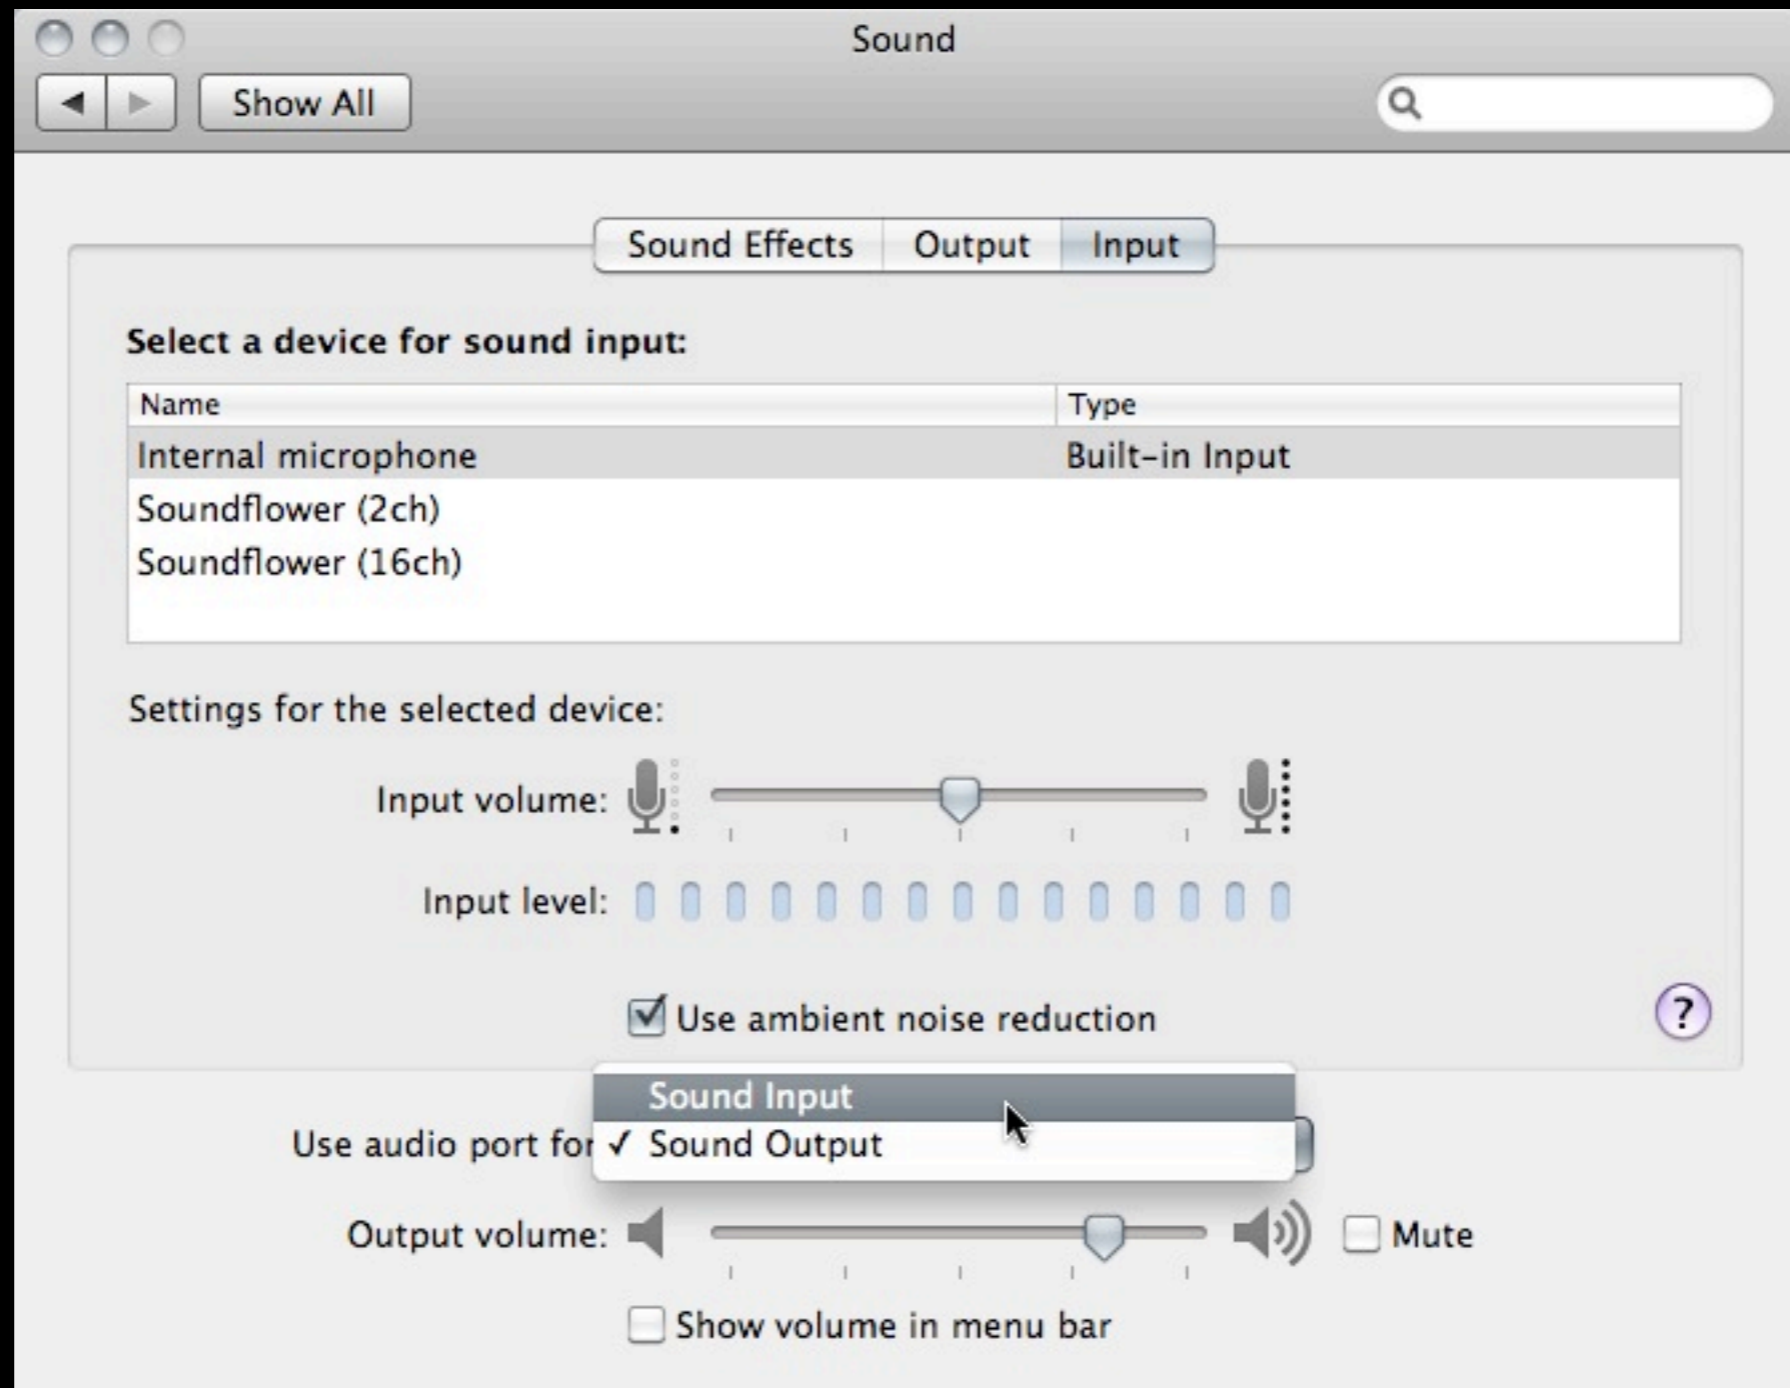 Sound
Show All
Sound Effects Output Input
Select a device for sound input:
Name Type
Internal microphone Built-in Input
Soundflower (2ch)
Soundflower (16ch)
Settings for the selected device:
Input volume:
Input level:
Use ambient noise reduction
?
Sound Input
Use audio port for ✓ Sound Output
Output volume: Mute
Show volume in menu bar